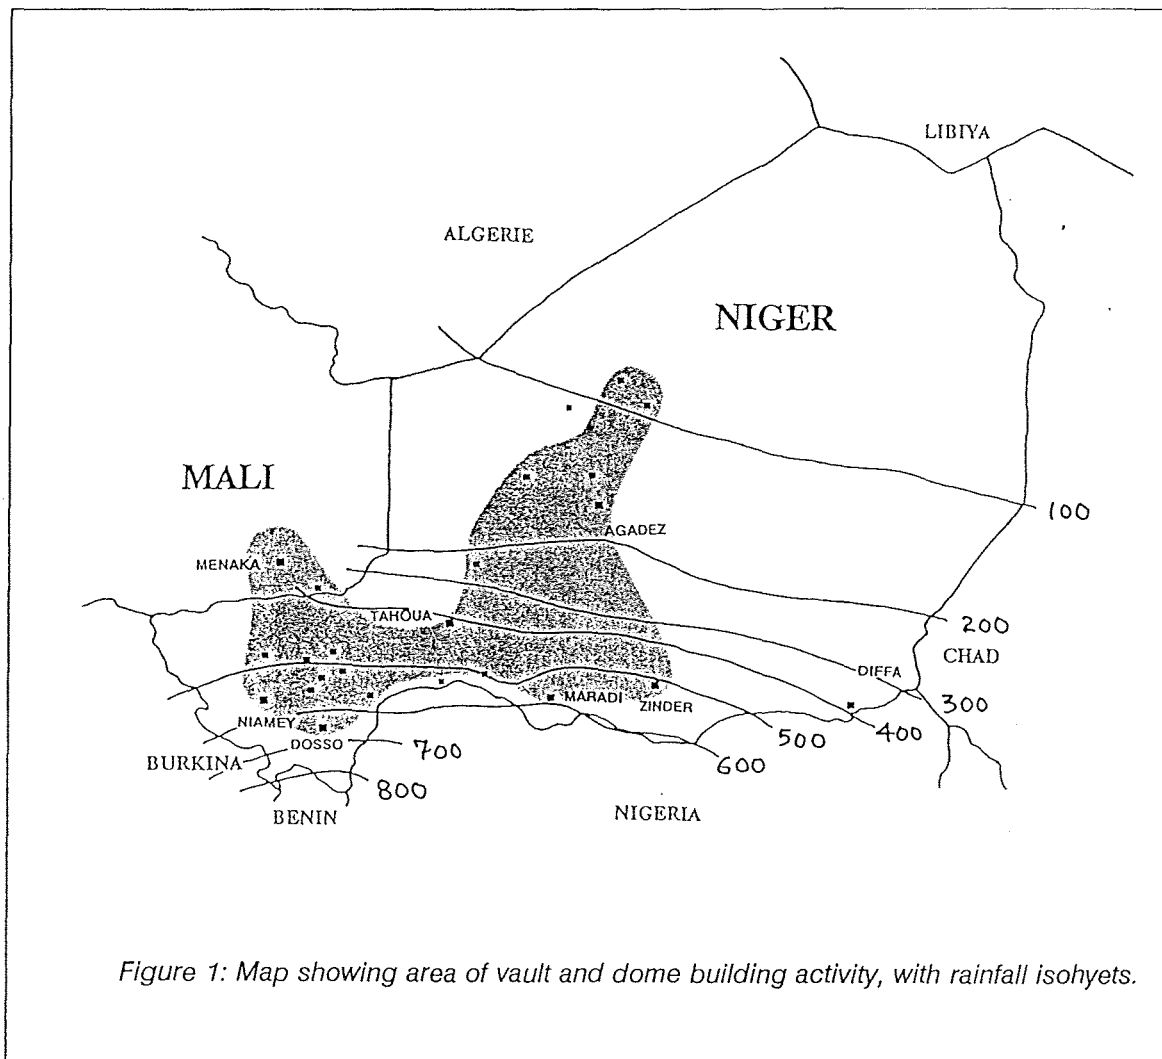 LIBIYA
ALGERIE
NIGER
MALI
100
AGADEZ
MENAKA
TAHOUA
200
CHAD
DIFFA
300
MARADI
ZINDER
NIAMEY
400
500
DOSSO
700
600
BURKINA
800
BENIN
NIGERIA
Figure 1: Map showing area of vault and dome building activity, with rainfall isohyets.